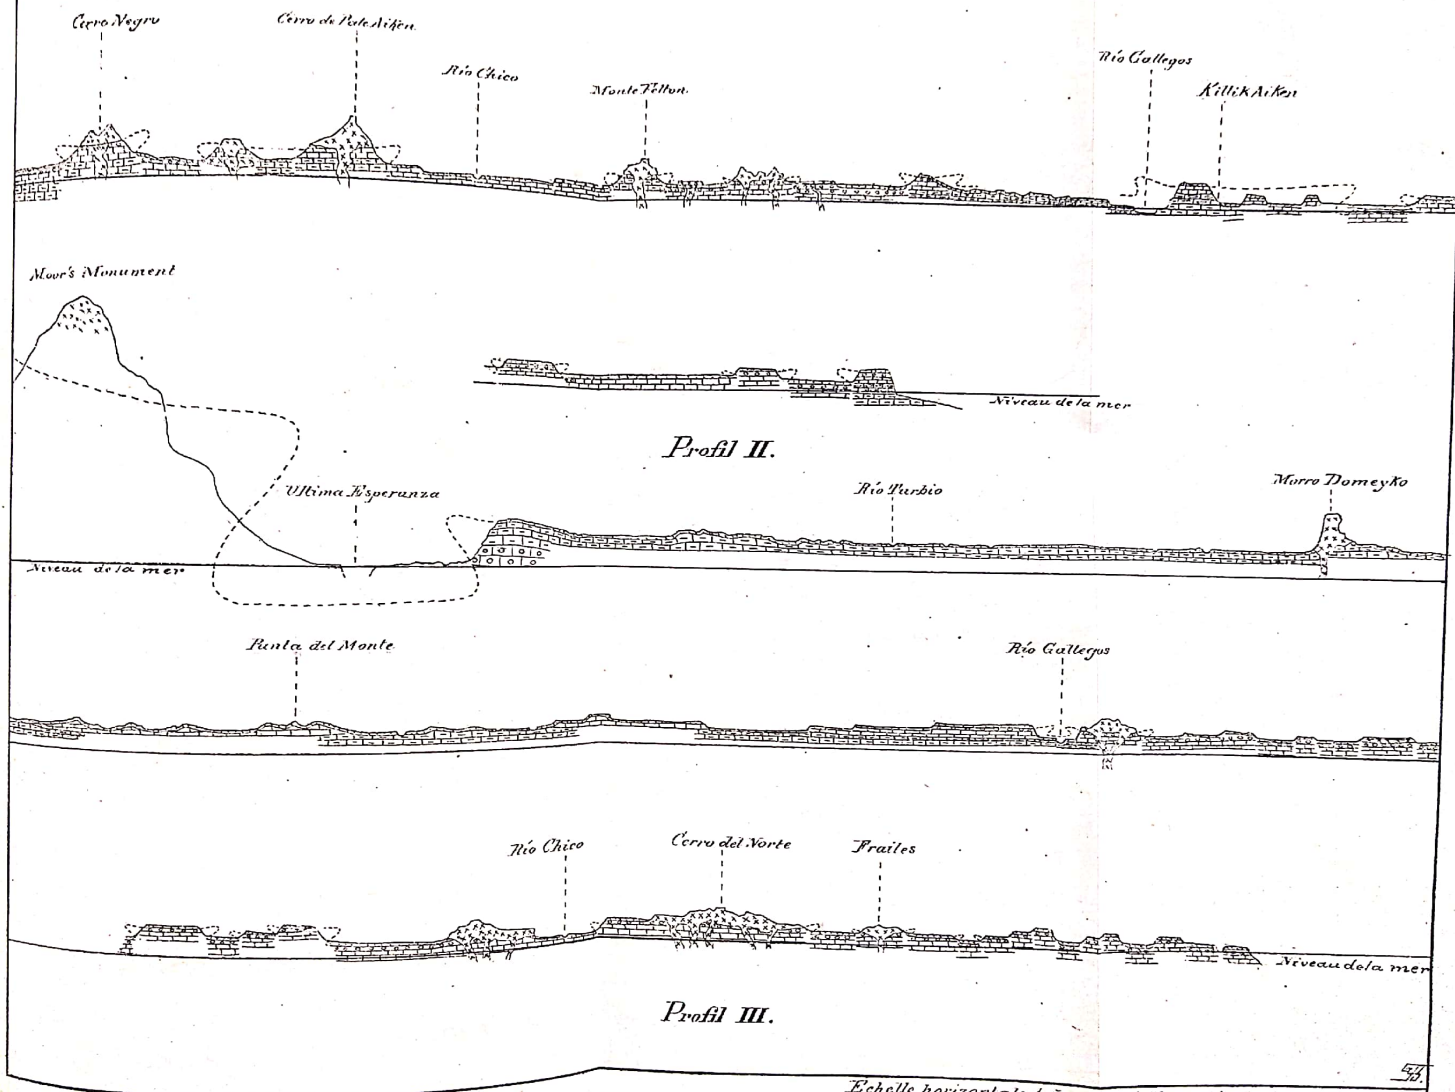 Cerro Negro
Cerro de Pale Aiken
Río Chico
Monte Felton
Río Gallegos
Killik Aiken
Moor's Monument
Niveau de la mer
Profil II.
Ultima Esperanza
Río Turbio
Morro Domeyko
Niveau de la mer
Punta del Monte
Río Gallegos
Río Chico
Cerro del Norte
Frailes
Niveau de la mer
Profil III.
Echelle horizontale